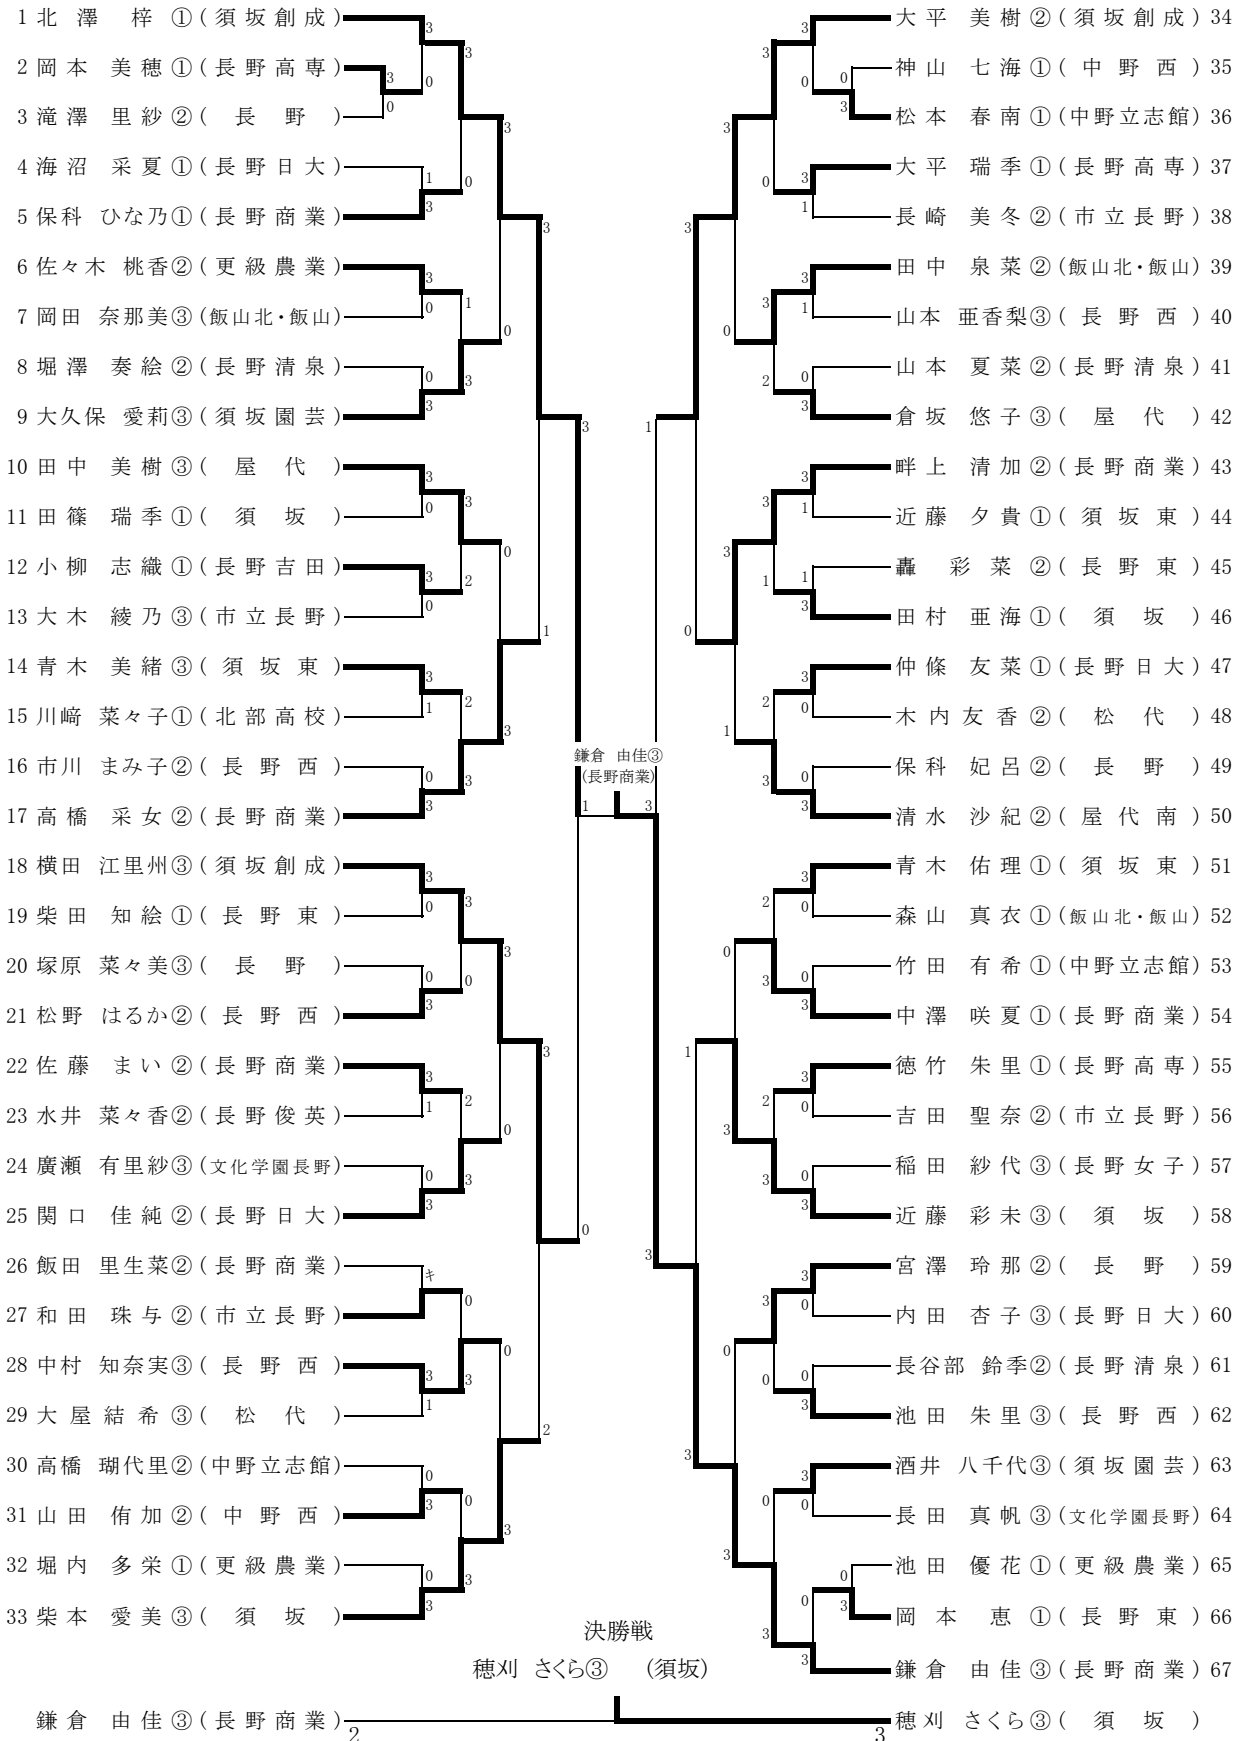 1 北澤 梓 ①(須坂創成)
2 岡本 美穂①(長野高専)
3 滝澤 里紗②(長野)
4 海沼 采夏①(長野日大)
5 保科 ひな乃①(長野商業)
6 佐々木 桃香②(更級農業)
7 岡田 奈那美③(飯山北・飯山)
8 堀澤 奏絵②(長野清泉)
9 大久保 愛莉③(須坂園芸)
10 田中 美樹③(屋代)
11 田篠 瑞季①(須坂)
12 小柳 志織①(長野吉田)
13 大木 綾乃③(市立長野)
14 青木 美緒③(須坂東)
15 川﨑 菜々子①(北部高校)
16 市川 まみ子②(長野西)
17 高橋 采女②(長野商業)
18 横田 江里州③(須坂創成)
19 柴田 知絵①(長野東)
20 塚原 菜々美③(長野)
21 松野 はるか②(長野西)
22 佐藤 まい②(長野商業)
23 水井 菜々香②(長野俊英)
24 廣瀬 有里紗③(文化学園長野)
25 関口 佳純②(長野日大)
26 飯田 里生菜②(長野商業)
キ
27 和田 珠与②(市立長野)
28 中村 知奈実③(長野西)
29 大屋結希③(松代)
30 高橋 瑚代里②(中野立志館)
31 山田 侑加②(中野西)
32 堀内 多栄①(更級農業)
33 柴本 愛美③(須坂)
鎌倉 由佳③
(長野商業)
大平 美樹②(須坂創成) 34
神山 七海①(中野西) 35
松本 春南①(中野立志館) 36
大平 瑞季①(長野高専) 37
長崎 美冬②(市立長野) 38
田中 泉菜②(飯山北・飯山) 39
山本 亜香梨③(長野西) 40
山本 夏菜②(長野清泉) 41
倉坂 悠子③(屋代) 42
畔上 清加②(長野商業) 43
近藤 夕貴①(須坂東) 44
轟 彩菜②(長野東) 45
田村 亜海①(須坂) 46
仲條 友菜①(長野日大) 47
木内友香②(松代) 48
保科 妃呂②(長野) 49
清水 沙紀②(屋代南) 50
青木 佑理①(須坂東) 51
森山 真衣①(飯山北・飯山) 52
竹田 有希①(中野立志館) 53
中澤 咲夏①(長野商業) 54
徳竹 朱里①(長野高専) 55
吉田 聖奈②(市立長野) 56
稲田 紗代③(長野女子) 57
近藤 彩未③(須坂) 58
宮澤 玲那②(長野) 59
内田 杏子③(長野日大) 60
長谷部 鈴季②(長野清泉) 61
池田 朱里③(長野西) 62
酒井 八千代③(須坂園芸) 63
長田 真帆③(文化学園長野) 64
池田 優花①(更級農業) 65
岡本 恵①(長野東) 66
鎌倉 由佳③(長野商業) 67
決勝戦
穂刈 さくら③ (須坂)
鎌倉 由佳③(長野商業) 2 3 穂刈 さくら③(須坂)